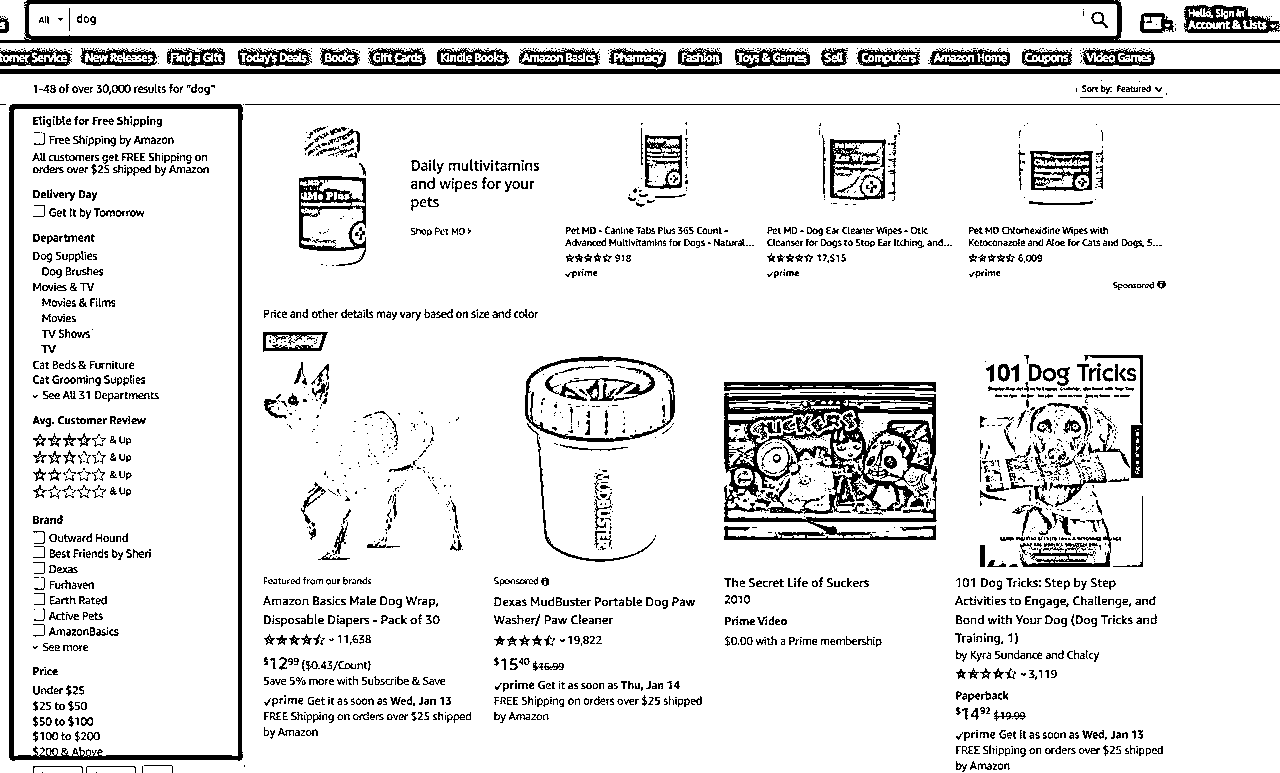 All
dog
Hello, Sign in
Account & Lists
tomer Service New Releases Find a Gift Today's Deals Books Gift Cards Kindle Books Amazon Basics Pharmacy Fashion Toys & Games Sell Computers Amazon Home Coupons Video Games
1-48 of over 30,000 results for "dog"
Sort by: Featured
Eligible for Free Shipping
Free Shipping by Amazon
All customers get FREE Shipping on
orders over $25 shipped by Amazon
Delivery Day
Get It by Tomorrow
Department
Dog Supplies
Dog Brushes
Movies & TV
Movies & Films
Movies
TV Shows
TV
Cat Beds & Furniture
Cat Grooming Supplies
See All 31 Departments
Avg. Customer Review
& Up
& Up
& Up
& Up
Brand
Outward Hound
Best Friends by Sheri
Dexas
Furhaven
Earth Rated
Active Pets
AmazonBasics
See more
Price
Under $25
$25 to $50
$50 to $100
$100 to $200
$200 & Above
Daily multivitamins
and wipes for your
pets
Shop Pet MD
Pet MD - Canine Tabs Plus 365 Count -
Advanced Multivitamins for Dogs - Natural...
918
prime
Pet MD - Dog Ear Cleaner Wipes - Otic
Cleanser for Dogs to Stop Ear Itching, and...
17,515
prime
Pet MD Chlorhexidine Wipes with
Ketoconazole and Aloe for Cats and Dogs, 5...
6,009
prime
Sponsored
Price and other details may vary based on size and color
Featured from our brands
Amazon Basics Male Dog Wrap,
Disposable Diapers - Pack of 30
11,638
$1299 ($0.43/Count)
Save 5% more with Subscribe & Save
prime Get it as soon as Wed, Jan 13
FREE Shipping on orders over $25 shipped
by Amazon
MUDBUSTER
Sponsored
Dexas MudBuster Portable Dog Paw
Washer/ Paw Cleaner
19,822
$1540 $16.99
prime Get it as soon as Thu, Jan 14
FREE Shipping on orders over $25 shipped
by Amazon
SUCKERS
The Secret Life of Suckers
2010
Prime Video
$0.00 with a Prime membership
101 Dog Tricks
101 Dog Tricks: Step by Step
Activities to Engage, Challenge, and
Bond with Your Dog (Dog Tricks and
Training, 1)
by Kyra Sundance and Chalcy
3,119
Paperback
$1492 $19.99
prime Get it as soon as Wed, Jan 13
FREE Shipping on orders over $25 shipped
by Amazon